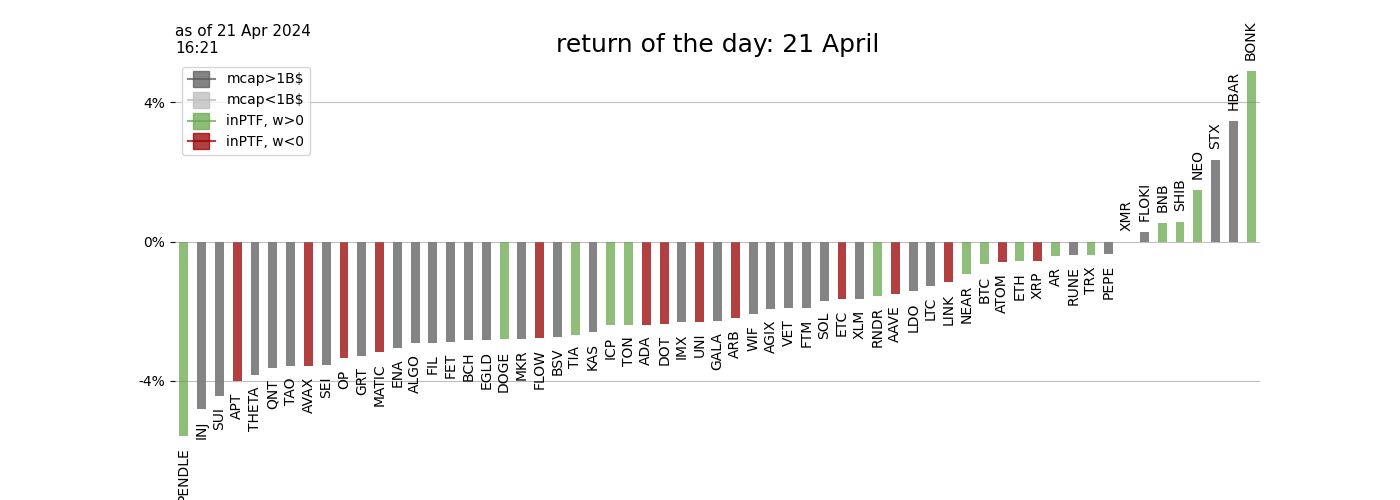 as of 21 Apr 2024
16:21
return of the day: 21 April
mcap>1B$
mcap<1B$
inPTF, w>0
inPTF, w<0
4%
0%
-4%
PENDLE
INJ
SUI
APT
THETA
QNT
TAO
AVAX
SEI
OP
GRT
MATIC
ENA
ALGO
FIL
FET
BCH
EGLD
DOGE
MKR
FLOW
BSV
TIA
KAS
ICP
TON
ADA
DOT
IMX
UNI
GALA
ARB
WIF
AGIX
VET
FTM
SOL
ETC
XLM
RNDR
AAVE
LDO
LTC
LINK
NEAR
BTC
ATOM
ETH
XRP
AR
RUNE
TRX
PEPE
XMR
FLOKI
BNB
SHIB
NEO
STX
HBAR
BONK